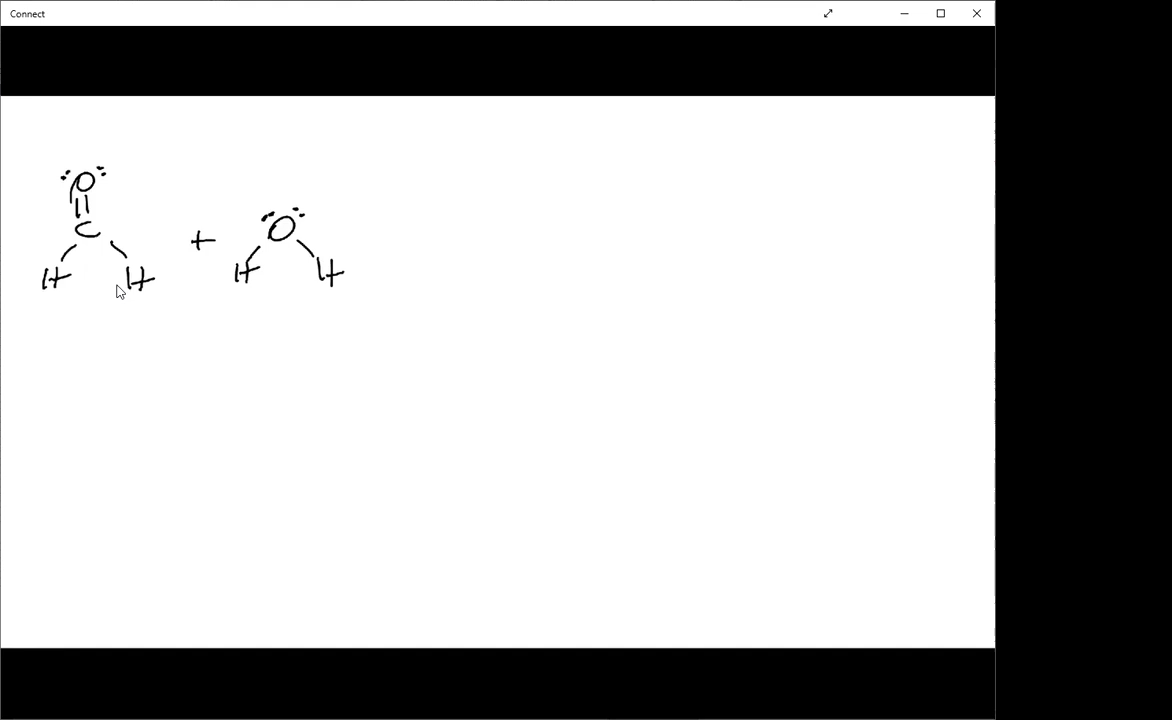 Connect
O
C
H H + O
H H